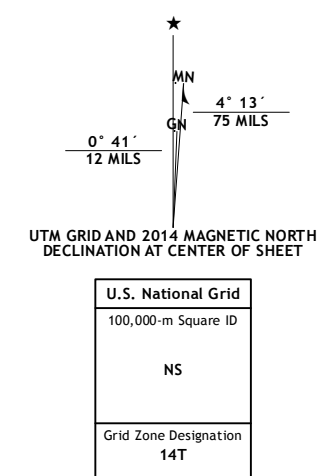 ★
MN
4° 13´
75 MILS
GN
0° 41´
12 MILS
UTM GRID AND 2014 MAGNETIC NORTH
DECLINATION AT CENTER OF SHEET
U.S. National Grid
100,000-m Square ID
NS
Grid Zone Designation
14T